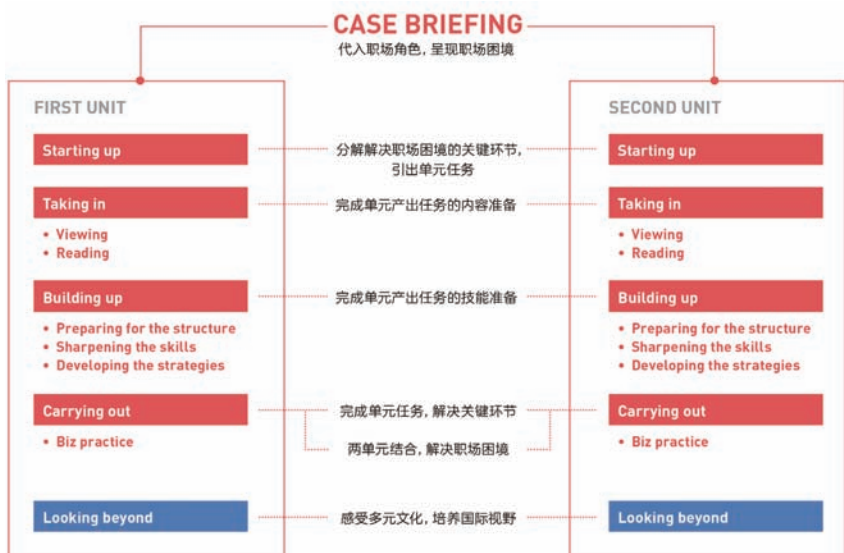 CASE BRIEFING
代入职场角色, 呈现职场困境
FIRST UNIT
Starting up
Taking in
• Viewing
• Reading
Building up
• Preparing for the structure
• Sharpening the skills
• Developing the strategies
Carrying out
• Biz practice
Looking beyond
分解解决职场困境的关键环节,
引出单元任务
完成单元产出任务的内容准备
完成单元产出任务的技能准备
完成单元任务, 解决关键环节
两单元结合, 解决职场困境
感受多元文化, 培养国际视野
SECOND UNIT
Starting up
Taking in
• Viewing
• Reading
Building up
• Preparing for the structure
• Sharpening the skills
• Developing the strategies
Carrying out
• Biz practice
Looking beyond